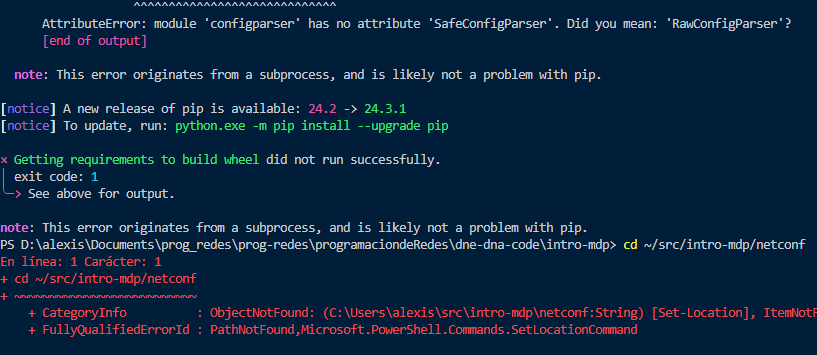 ^^^^^^^^^^^^^^^^^^^^^^^^^^^^^
AttributeError: module 'configparser' has no attribute 'SafeConfigParser'. Did you mean: 'RawConfigParser'?
[end of output]
note: This error originates from a subprocess, and is likely not a problem with pip.
[notice] A new release of pip is available: 24.2 -> 24.3.1
[notice] To update, run: python.exe -m pip install --upgrade pip
× Getting requirements to build wheel did not run successfully.
│ exit code: 1
╰─> See above for output.
note: This error originates from a subprocess, and is likely not a problem with pip.
PS D:\alexis\Documents\prog_redes\prog-redes\programaciondeRedes\dne-dna-code\intro-mdp> cd ~/src/intro-mdp/netconf
En línea: 1 Carácter: 1
+ cd ~/src/intro-mdp/netconf
+ ~~~~~~~~~~~~~~~~~~~~~~~~~~
+ CategoryInfo : ObjectNotFound: (C:\Users\alexis\src\intro-mdp\netconf:String) [Set-Location], ItemNotF
+ FullyQualifiedErrorId : PathNotFound,Microsoft.PowerShell.Commands.SetLocationCommand